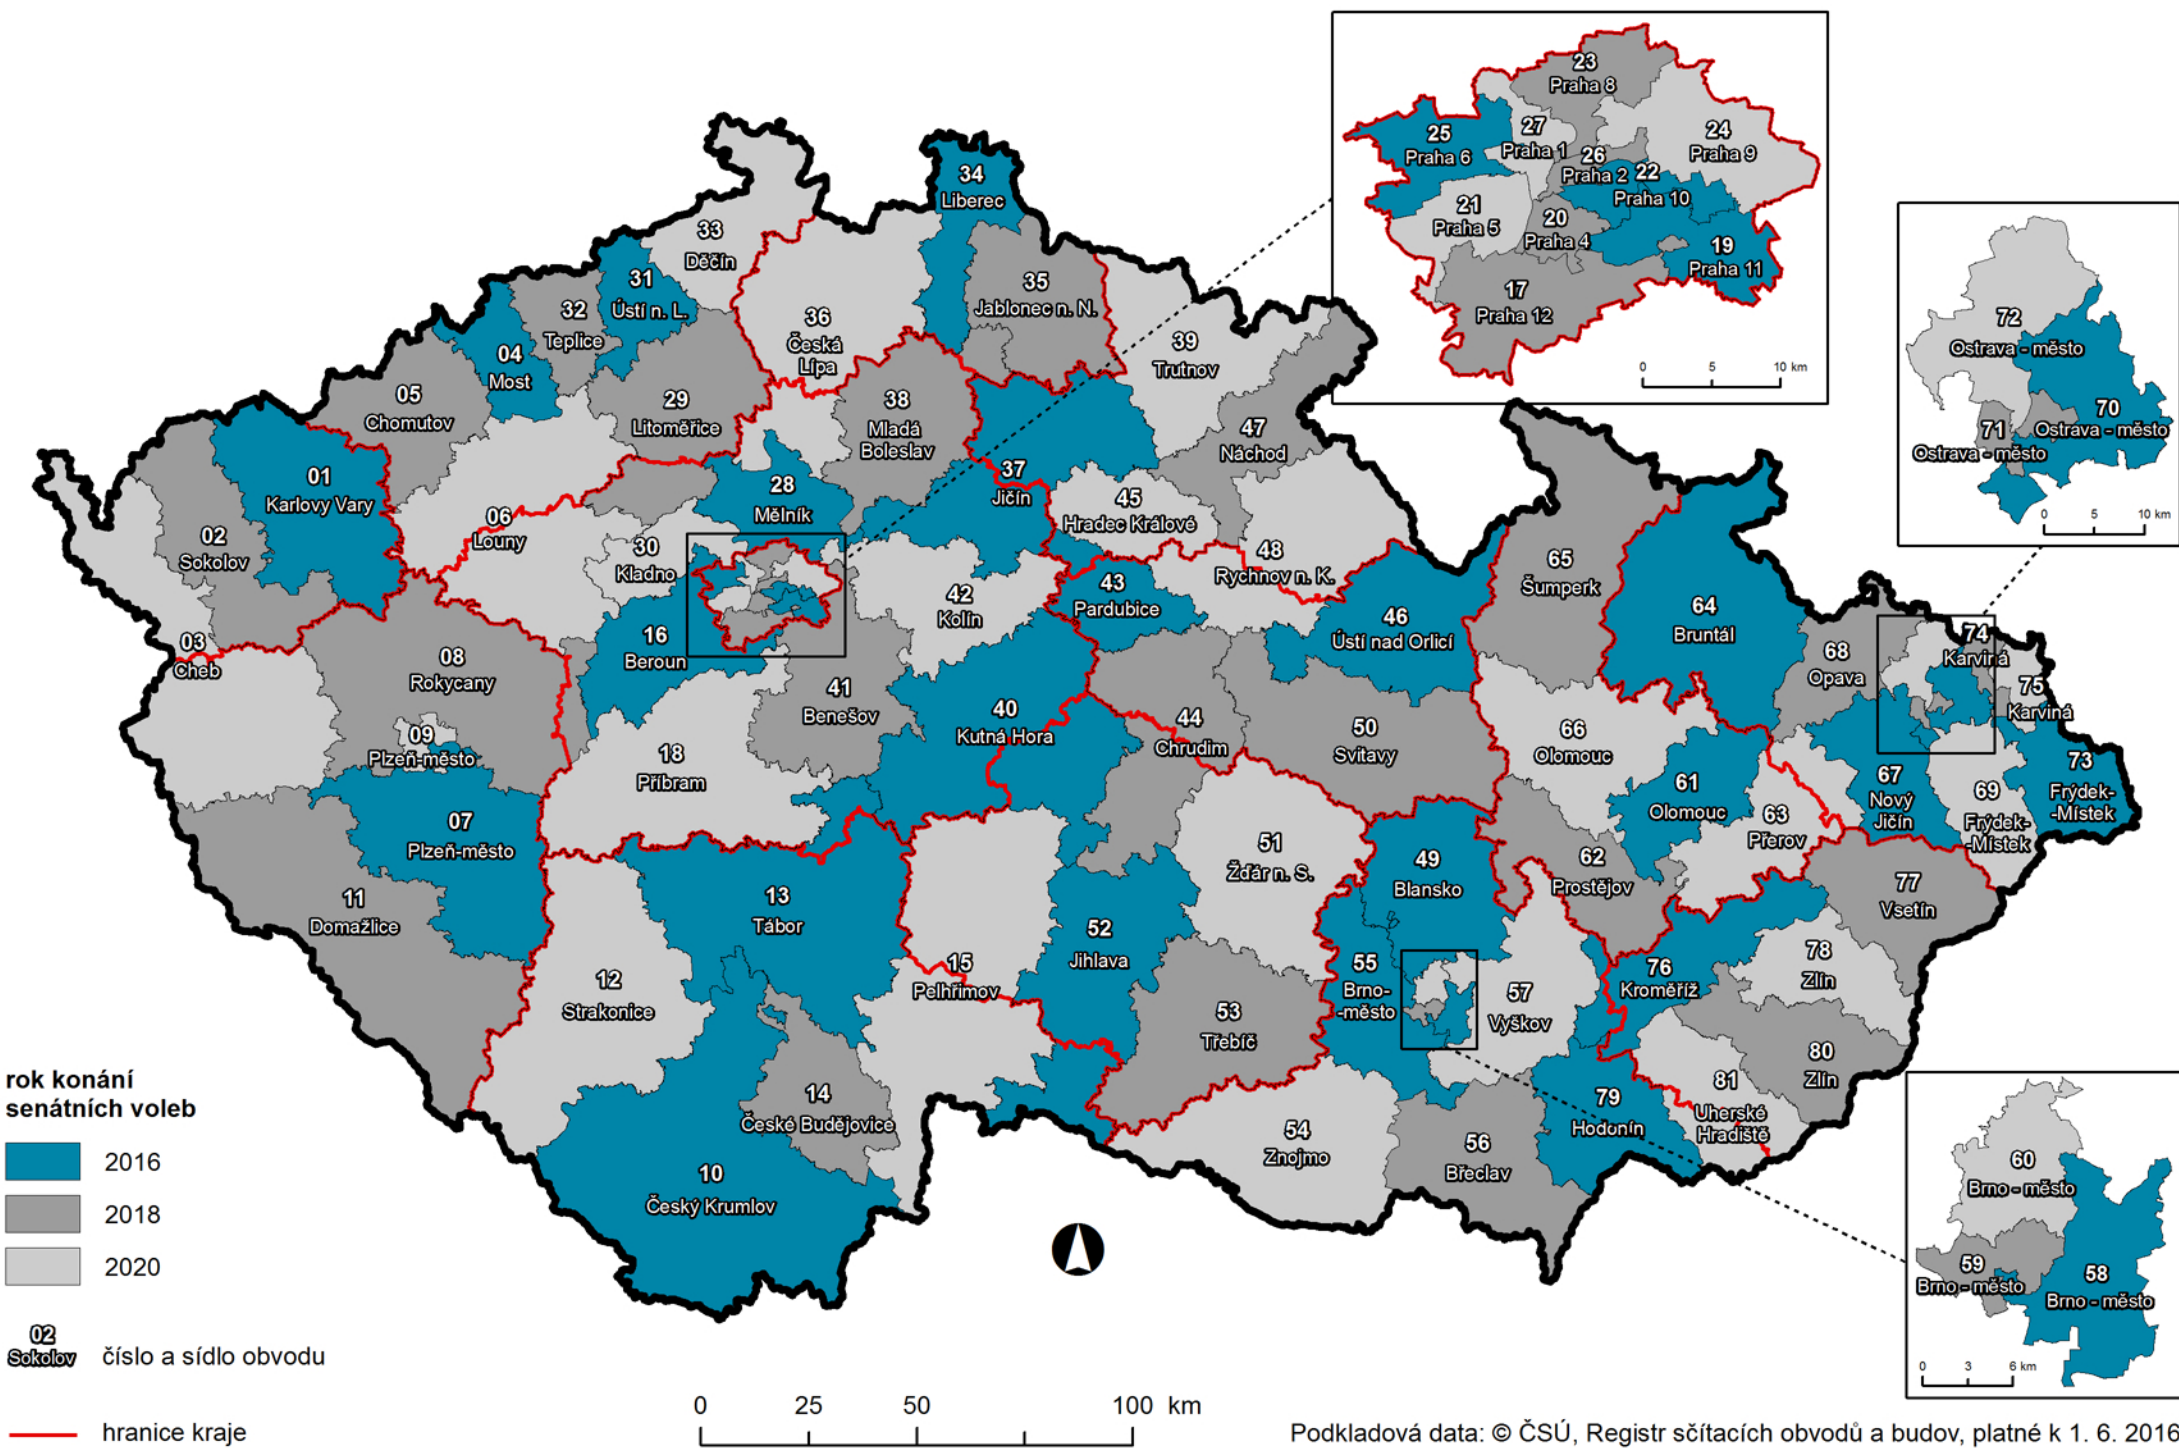 23
Praha 8
25
Praha 6
27
Praha 1
24
Praha 9
26
Praha 2
22
Praha 10
21
Praha 5
20
Praha 4
19
Praha 11
17
Praha 12
0 5 10 km
34
Liberec
33
Děčín
31
Ústí n. L.
32
Teplice
35
Jablonec n. N.
36
Česká
Lípa
39
Trutnov
04
Most
05
Chomutov
29
Litoměřice
38
Mladá
Boleslav
47
Náchod
01
Karlovy Vary
28
Mělník
37
Jičín
45
Hradec Králové
02
Sokolov
06
Louny
30
Kladno
48
Rychnov n. K.
42
Kolín
43
Pardubice
46
Ústí nad Orlicí
65
Šumperk
64
Bruntál
03
Cheb
08
Rokycany
16
Beroun
41
Benešov
40
Kutná Hora
44
Chrudim
50
Svitavy
66
Olomouc
68
Opava
74
Karviná
75
Karviná
09
Plzeň-město
18
Příbram
61
Olomouc
67
Nový
Jičín
69
Frýdek-
-Místek
73
Frýdek-
-Místek
07
Plzeň-město
51
Žďár n. S.
49
Blansko
62
Prostějov
63
Přerov
77
Vsetín
11
Domažlice
13
Tábor
52
Jihlava
15
Pelhřimov
12
Strakonice
55
Brno-
-město
57
Vyškov
76
Kroměříž
78
Zlín
53
Třebíč
80
Zlín
14
České Budějovice
79
Hodonín
81
Uherské
Hradiště
54
Znojmo
56
Břeclav
10
Český Krumlov
72
Ostrava - město
70
Ostrava - město
71
Ostrava - město
0 5 10 km
60
Brno - město
59
Brno - město
58
Brno - město
0 3 6 km
rok konání
senátních voleb
2016
2018
2020
02
Sokolov
číslo a sídlo obvodu
hranice kraje
0 25 50 100 km
Podkladová data: © ČSÚ, Registr sčítacích obvodů a budov, platné k 1. 6. 2016